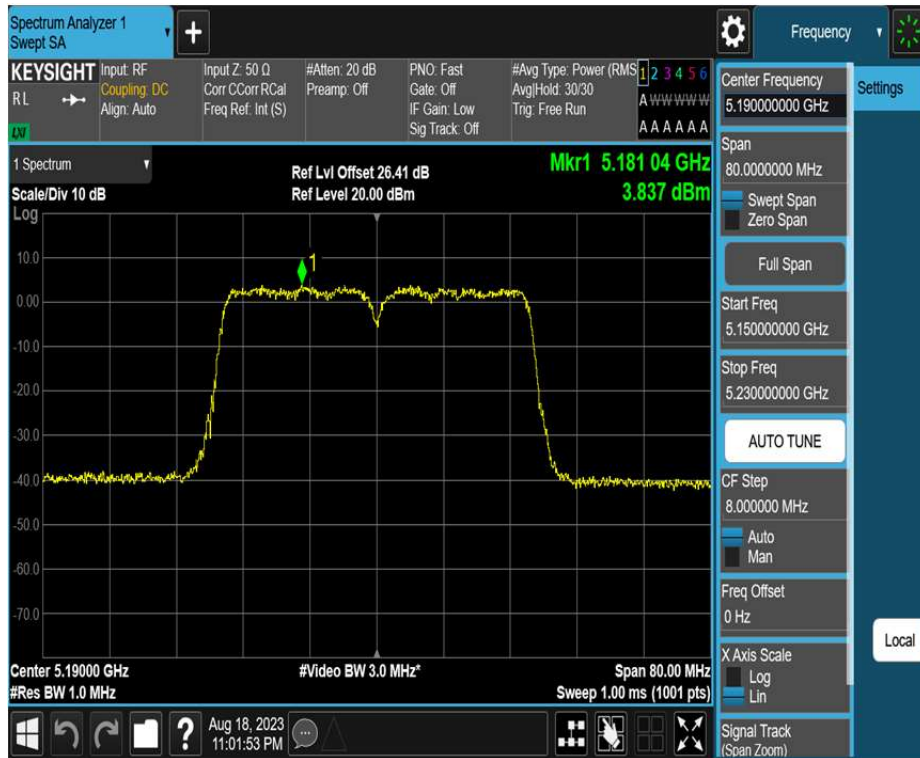 Spectrum Analyzer 1
Swept SA
Frequency
KEYSIGHT
R L
LXI
Input: RF
Coupling: DC
Align: Auto
Input Z: 50 Ω
Corr CCorr RCal
Freq Ref: Int (S)
#Atten: 20 dB
Preamp: Off
PNO: Fast
Gate: Off
IF Gain: Low
Sig Track: Off
#Avg Type: Power (RMS
Avg|Hold: 30/30
Trig: Free Run
1 2 3 4 5 6
A W W W W W
A A A A A A
Center Frequency
5.190000000 GHz
Settings
1 Spectrum
Scale/Div 10 dB
Log
Ref Lvl Offset 26.41 dB
Ref Level 20.00 dBm
Mkr1 5.181 04 GHz
3.837 dBm
Span
80.0000000 MHz
Swept Span
Zero Span
Full Span
Start Freq
5.150000000 GHz
Stop Freq
5.230000000 GHz
AUTO TUNE
CF Step
8.000000 MHz
Auto
Man
Freq Offset
0 Hz
X Axis Scale
Log
Lin
Signal Track
(Span Zoom)
Local
1
10.0
0.00
-10.0
-20.0
-30.0
-40.0
-50.0
-60.0
-70.0
Center 5.19000 GHz
#Res BW 1.0 MHz
#Video BW 3.0 MHz*
Span 80.00 MHz
Sweep 1.00 ms (1001 pts)
?
Aug 18, 2023
11:01:53 PM